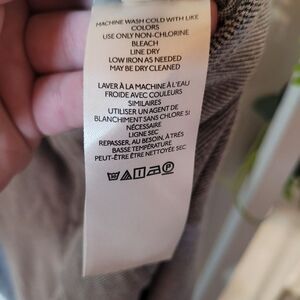 MACHINE WASH COLD WITH LIKE
COLORS
USE ONLY NON-CHLORINE
BLEACH
LINE DRY
LOW IRON AS NEEDED
MAY BE DRY CLEANED
LAVER À LA MACHINE À L'EAU
FROIDE AVEC COULEURS
SIMILAIRES
UTILISER UN AGENT DE
BLANCHIMENT SANS CHLORE SI
NÉCESSAIRE
LIGNE SEC
REPASSER, AU BESOIN, À TRÈS
BASSE TEMPÉRATURE
PEUT-ÊTRE ÊTRE NETTOYÉE SEC